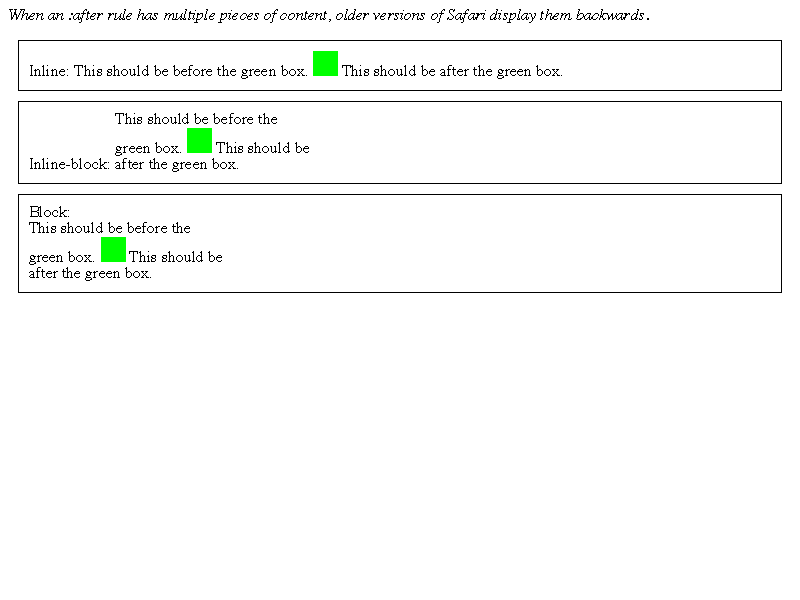 When an :after rule has multiple pieces of content, older versions of Safari display them backwards.
Inline: This should be before the green box. This should be after the green box.
This should be before the
green box. This should be
Inline-block: after the green box.
Block:
This should be before the
green box. This should be
after the green box.